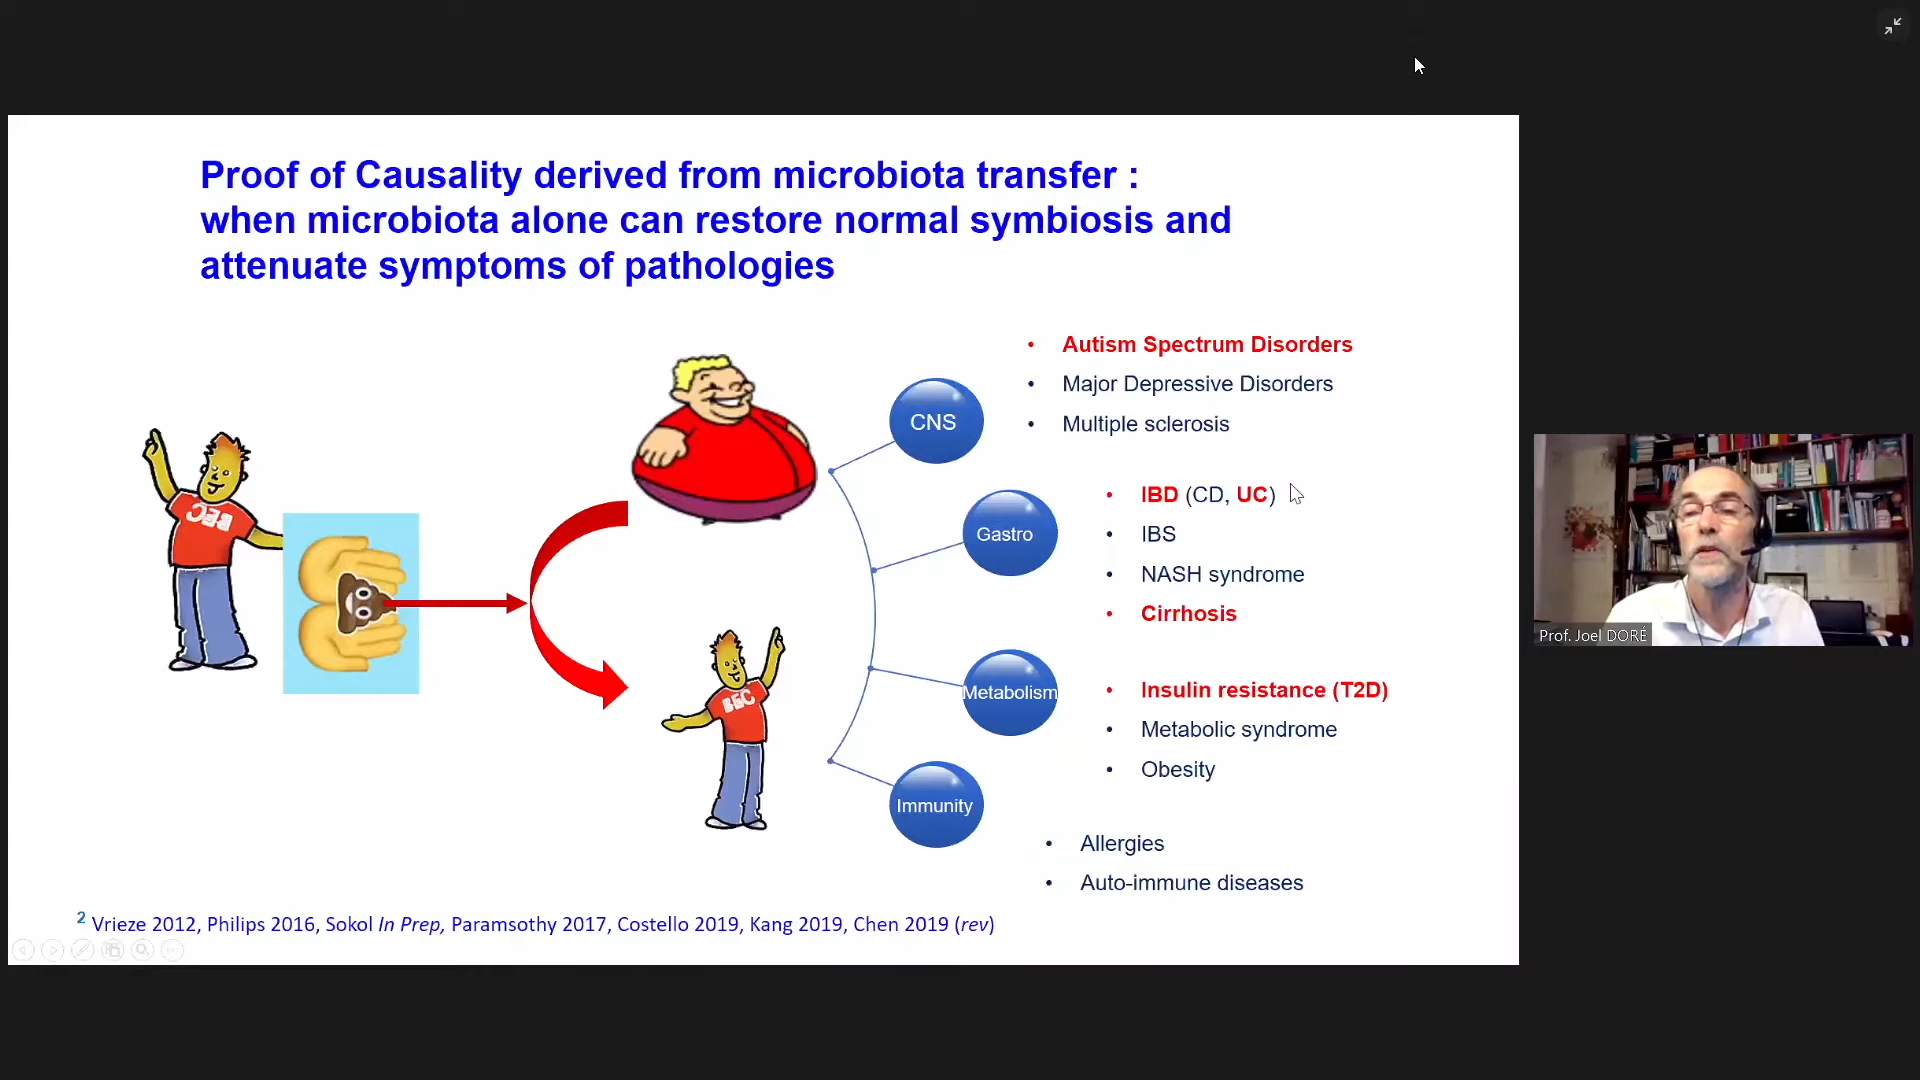 Proof of Causality derived from microbiota transfer :
when microbiota alone can restore normal symbiosis and
attenuate symptoms of pathologies
CNS
• Autism Spectrum Disorders
• Major Depressive Disorders
• Multiple sclerosis
Gastro
• IBD (CD, UC)
• IBS
• NASH syndrome
• Cirrhosis
Metabolism
• Insulin resistance (T2D)
• Metabolic syndrome
• Obesity
Immunity
• Allergies
• Auto-immune diseases
BEC
BEC
2 Vrieze 2012, Philips 2016, Sokol In Prep, Paramsothy 2017, Costello 2019, Kang 2019, Chen 2019 (rev)
Prof. Joel DORÉ